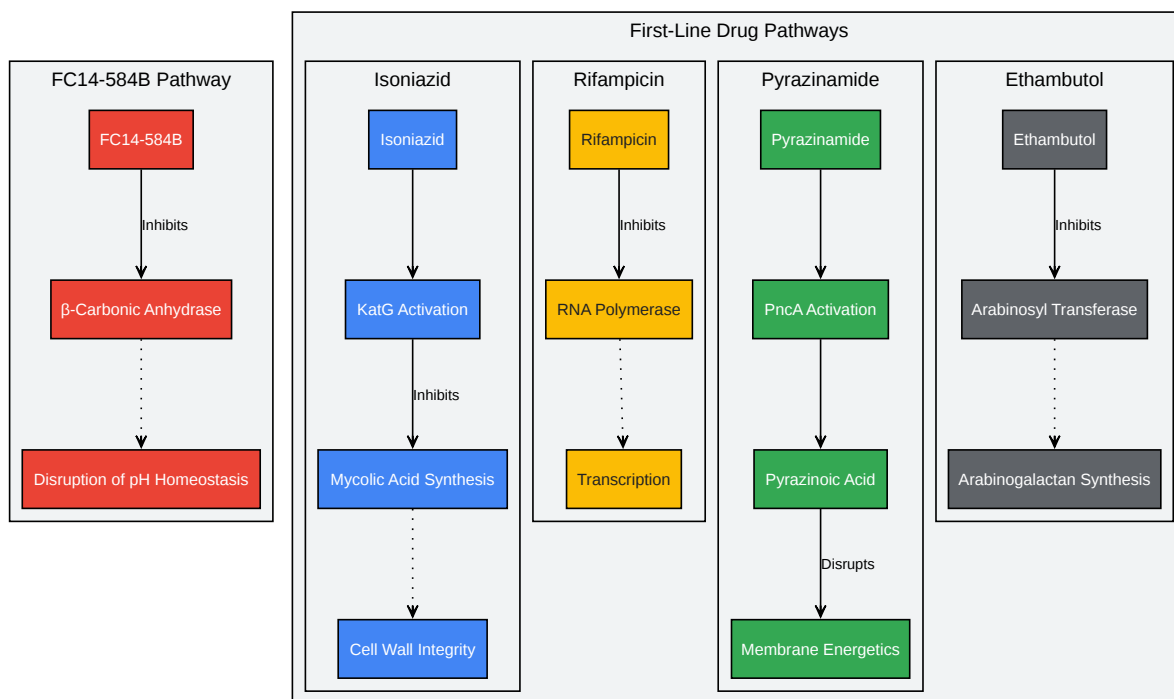 First-Line Drug Pathways
FC14-584B Pathway
FC14-584B
Inhibits
β-Carbonic Anhydrase
Disruption of pH Homeostasis
Isoniazid
Isoniazid
KatG Activation
Inhibits
Mycolic Acid Synthesis
Cell Wall Integrity
Rifampicin
Rifampicin
Inhibits
RNA Polymerase
Transcription
Pyrazinamide
Pyrazinamide
PncA Activation
Pyrazinoic Acid
Disrupts
Membrane Energetics
Ethambutol
Ethambutol
Inhibits
Arabinosyl Transferase
Arabinogalactan Synthesis